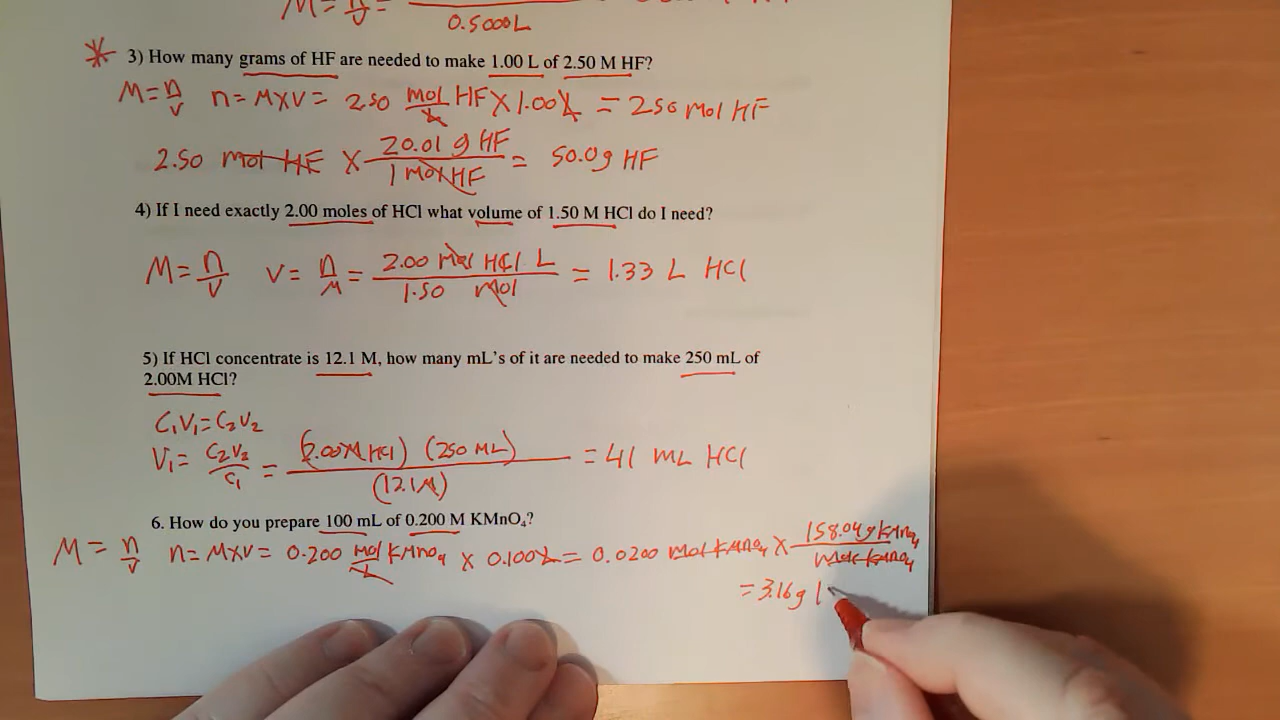 M = n/v =
0.5000L
* 3) How many grams of HF are needed to make 1.00 L of 2.50 M HF?
M = n/v n = M x V = 2.50 mol/L HF x 1.00 L = 2.50 mol HF
2.50 mol HF x 20.01 g HF / 1 mol HF = 50.0g HF
4) If I need exactly 2.00 moles of HCl what volume of 1.50 M HCl do I need?
M = n/v V = n/M = 2.00 mol HCl L / 1.50 mol = 1.33 L HCl
5) If HCl concentrate is 12.1 M, how many mL's of it are needed to make 250 mL of
2.00M HCl?
C₁V₁ = C₂V₂
V₁ = C₂V₂/C₁ = (2.00M HCl) (250 mL) / (12.1M) = 41 mL HCl
6. How do you prepare 100 mL of 0.200 M KMnO₄?
M = n/v n = M x V = 0.200 mol/L KMnO₄ x 0.100 L = 0.0200 mol KMnO₄ x 158.04 g KMnO₄ / mol KMnO₄
= 3.16 g